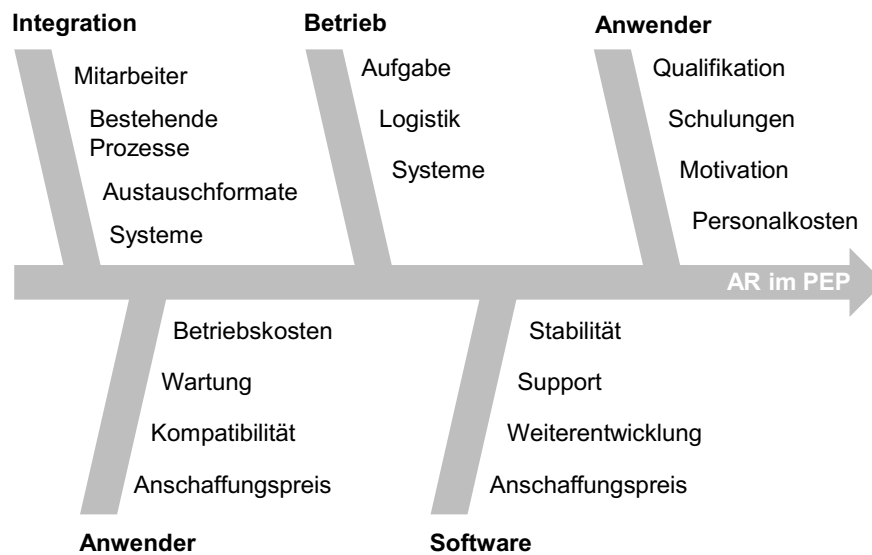 Integration
Mitarbeiter
Bestehende
Prozesse
Austauschformate
Systeme
Betrieb
Aufgabe
Logistik
Systeme
Anwender
Qualifikation
Schulungen
Motivation
Personalkosten
AR im PEP
Betriebskosten
Wartung
Kompatibilität
Anschaffungspreis
Anwender
Stabilität
Support
Weiterentwicklung
Anschaffungspreis
Software